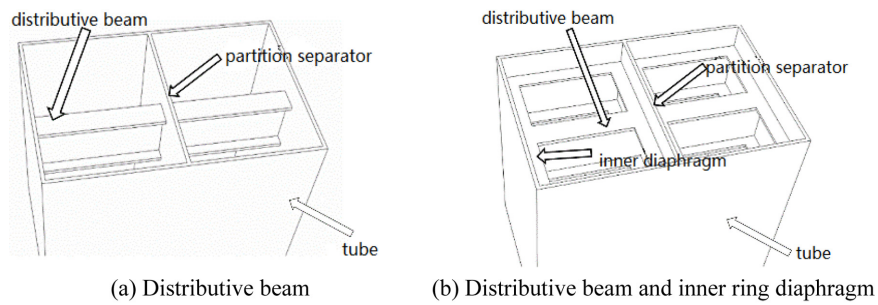 distributive beam
partition separator
tube
(a) Distributive beam
distributive beam
partition separator
inner diaphragm
tube
(b) Distributive beam and inner ring diaphragm